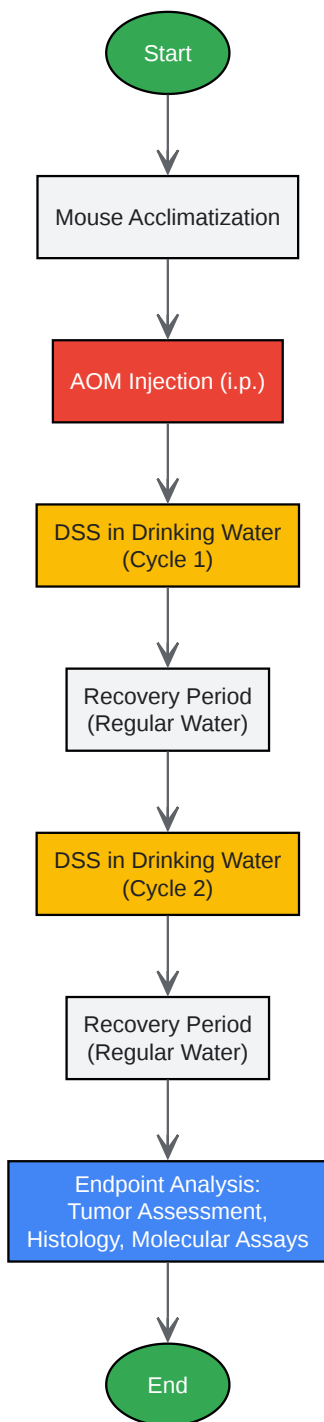 Start
Mouse Acclimatization
AOM Injection (i.p.)
DSS in Drinking Water
(Cycle 1)
Recovery Period
(Regular Water)
DSS in Drinking Water
(Cycle 2)
Recovery Period
(Regular Water)
Endpoint Analysis:
Tumor Assessment,
Histology, Molecular Assays
End